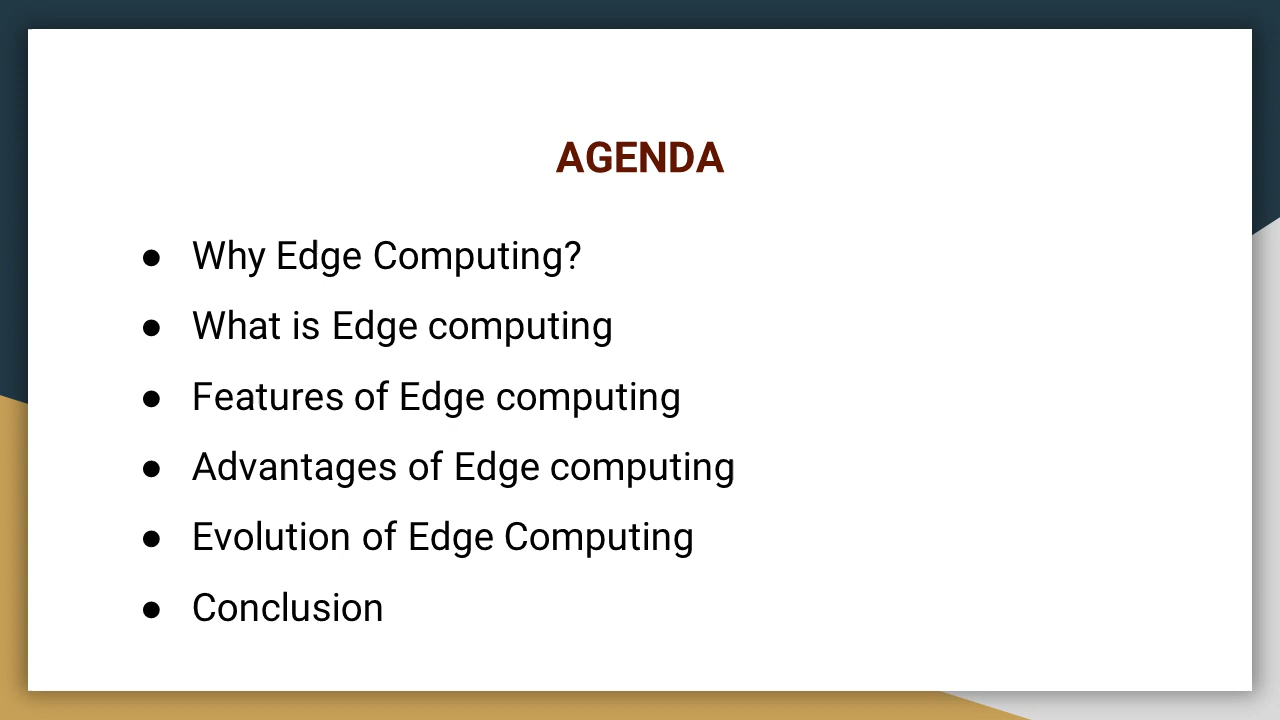 AGENDA
● Why Edge Computing?
● What is Edge computing
● Features of Edge computing
● Advantages of Edge computing
● Evolution of Edge Computing
● Conclusion